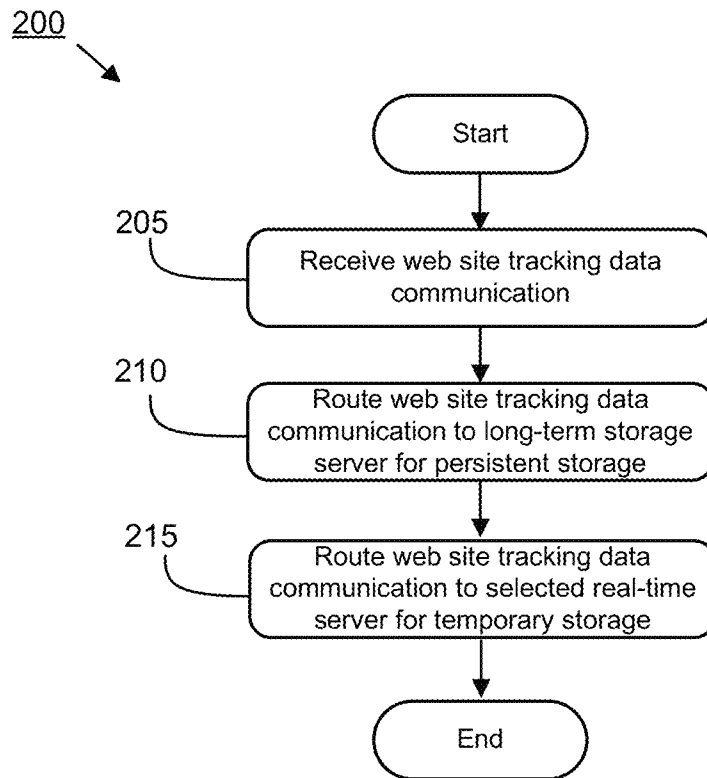 200
Start
205
Receive web site tracking data
communication
210
Route web site tracking data
communication to long-term storage
server for persistent storage
215
Route web site tracking data
communication to selected real-time
server for temporary storage
End